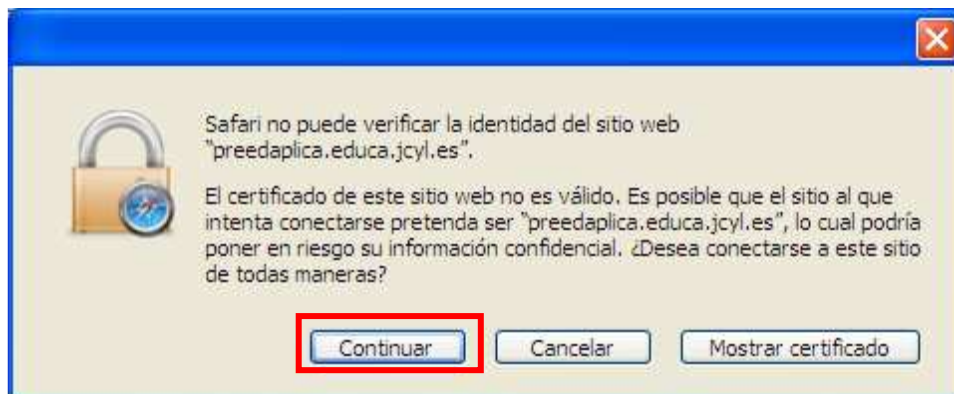 Safari no puede verificar la identidad del sitio web
"preedaplica.educa.jcyl.es".
El certificado de este sitio web no es válido. Es posible que el sitio al que
intenta conectarse pretenda ser "preedaplica.educa.jcyl.es", lo cual podría
poner en riesgo su información confidencial. ¿Desea conectarse a este sitio
de todas maneras?
Continuar Cancelar Mostrar certificado